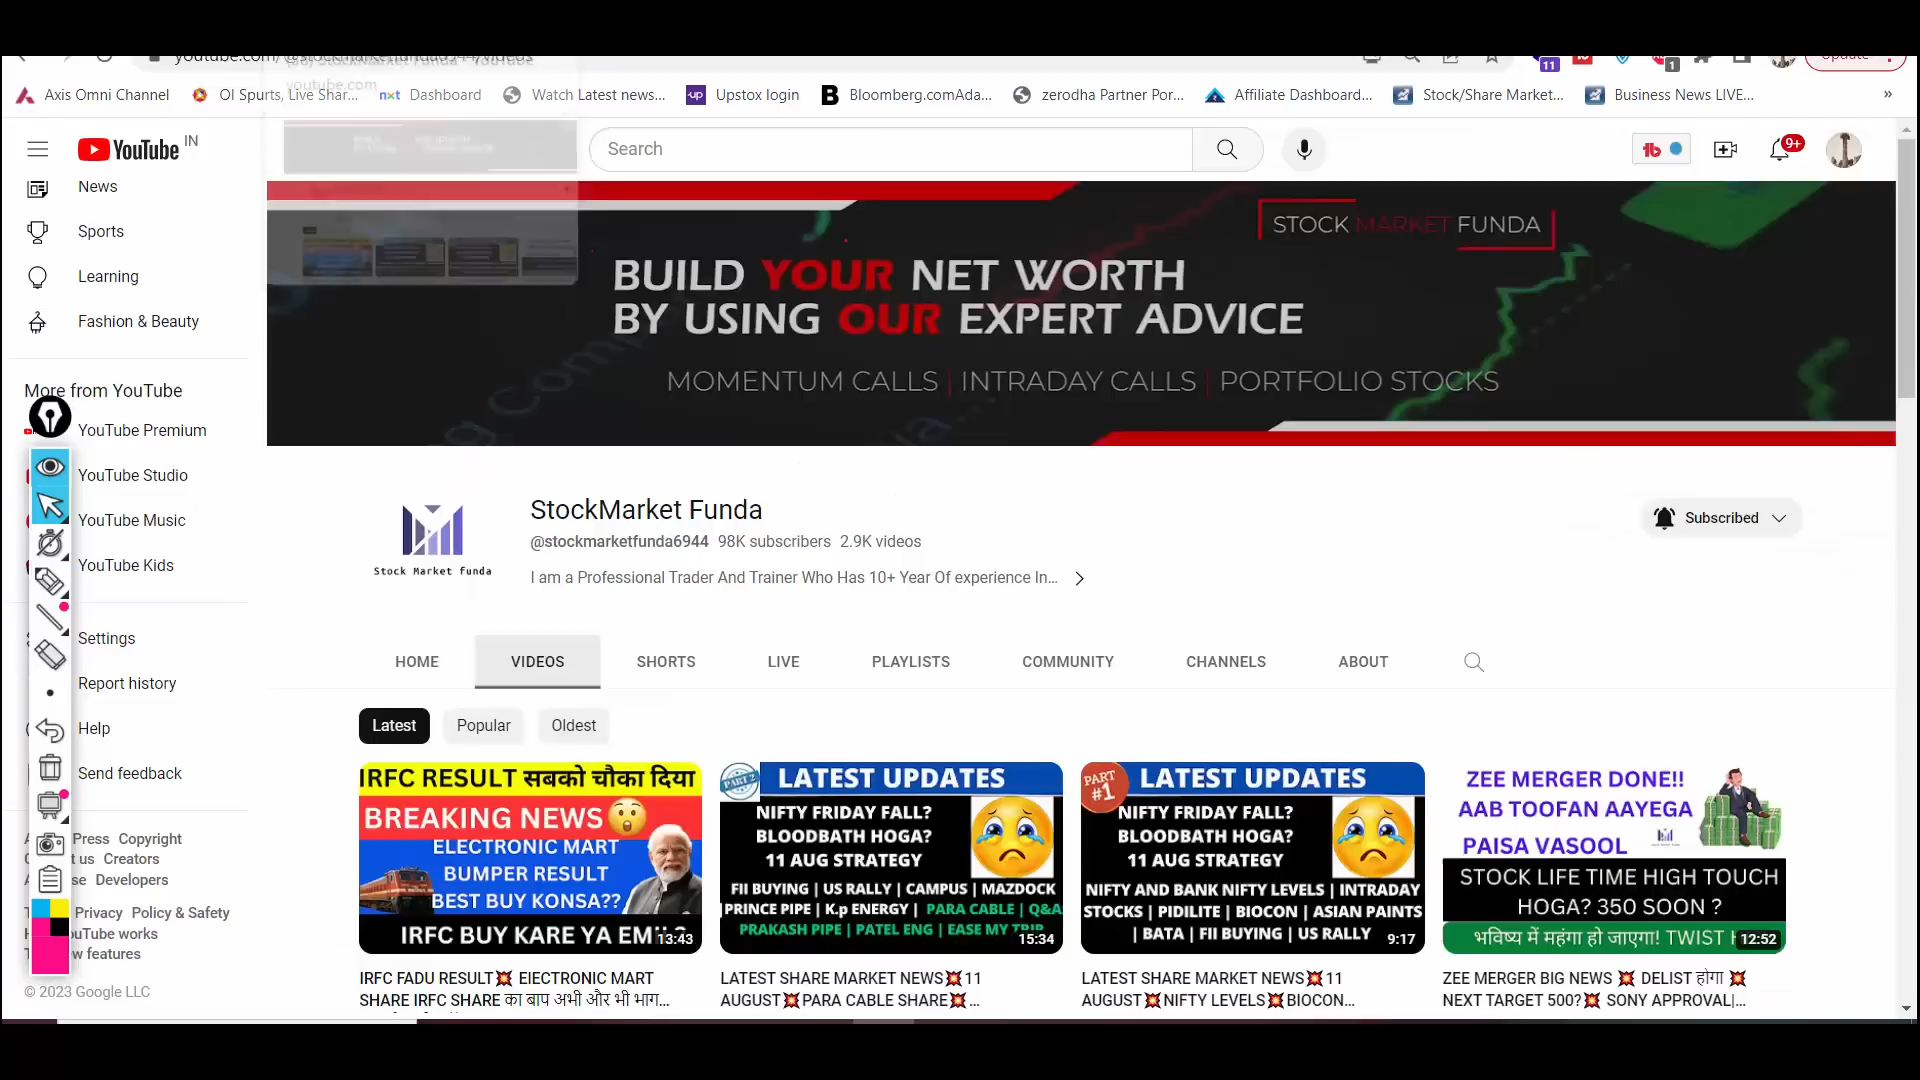 Axis Omni Channel
OI Spurts, Live Shar...
nxt Dashboard
Watch Latest news...
up Upstox login
B Bloomberg.comAda...
zerodha Partner Por...
Affiliate Dashboard...
Stock/Share Market...
Business News LIVE...
»
11
1
YouTube IN
Search
9+
News
Sports
Learning
Fashion & Beauty
More from YouTube
YouTube Premium
YouTube Studio
YouTube Music
YouTube Kids
Settings
Report history
Help
Send feedback
Press Copyright
Creators
Developers
Privacy Policy & Safety
features
© 2023 Google LLC
STOCK MARKET FUNDA
BUILD YOUR NET WORTH
BY USING OUR EXPERT ADVICE
MOMENTUM CALLS | INTRADAY CALLS | PORTFOLIO STOCKS
Stock Market Funda
StockMarket Funda
@stockmarketfunda6944 98K subscribers 2.9K videos
I am a Professional Trader And Trainer Who Has 10+ Year Of experience In...
Subscribed
HOME
VIDEOS
SHORTS
LIVE
PLAYLISTS
COMMUNITY
CHANNELS
ABOUT
Latest
Popular
Oldest
IRFC RESULT सबको चौका दिया
BREAKING NEWS
ELECTRONIC MART
BUMPER RESULT
BEST BUY KONSA??
IRFC BUY KARE YA
13:43
IRFC FADU RESULT💥 ElECTRONIC MART
SHARE IRFC SHARE का बाप अभी और भी भाग...
PART 2
LATEST UPDATES
NIFTY FRIDAY FALL?
BLOODBATH HOGA?
11 AUG STRATEGY
FII BUYING | US RALLY | CAMPUS | MAZDOCK
PRINCE PIPE | K.p ENERGY | PARA CABLE | Q&A
PRAKASH PIPE | PATEL ENG | EASE MY TRIP
15:34
LATEST SHARE MARKET NEWS💥11
AUGUST💥PARA CABLE SHARE💥...
PART #1
LATEST UPDATES
NIFTY FRIDAY FALL?
BLOODBATH HOGA?
11 AUG STRATEGY
NIFTY AND BANK NIFTY LEVELS | INTRADAY
STOCKS | PIDILITE | BIOCON | ASIAN PAINTS
| BATA | FII BUYING | US RALLY
9:17
LATEST SHARE MARKET NEWS💥11
AUGUST💥NIFTY LEVELS💥BIOCON...
ZEE MERGER DONE!!
AAB TOOFAN AAYEGA
PAISA VASOOL
STOCK LIFE TIME HIGH TOUCH
HOGA? 350 SOON ?
भविष्य में महंगा हो जाएगा! TWIST
12:52
ZEE MERGER BIG NEWS 💥 DELIST होगा 💥
NEXT TARGET 500?💥 SONY APPROVAL|...